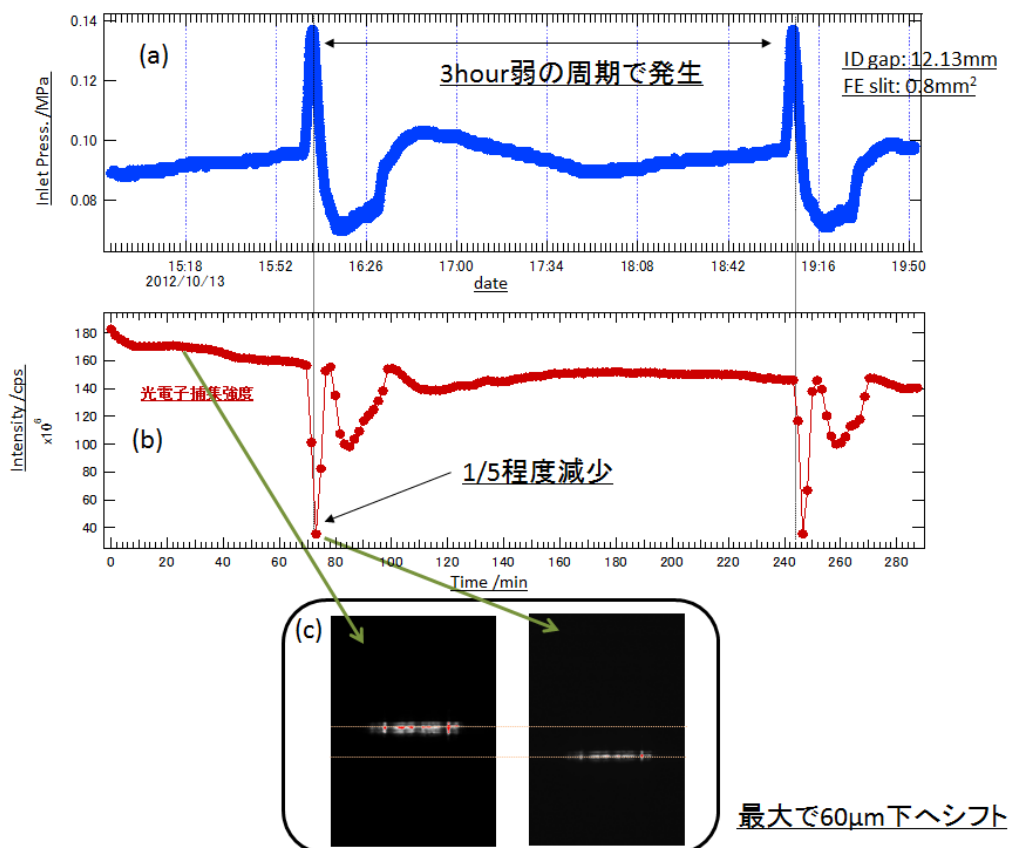 (a)
3hour弱の周期で発生
ID gap: 12.13mm
FE slit: 0.8mm²
Inlet Press. /MPa
0.14
0.12
0.10
0.08
15:18
15:52
16:26
17:00
17:34
18:08
18:42
19:16
19:50
2012/10/13
date
(b)
光電子捕集強度
1/5程度減少
Intensity /cps
x10⁶
180
160
140
120
100
80
60
40
0
20
40
60
80
100
120
140
160
180
200
220
240
260
280
Time /min
(c)
最大で60μm下へシフト